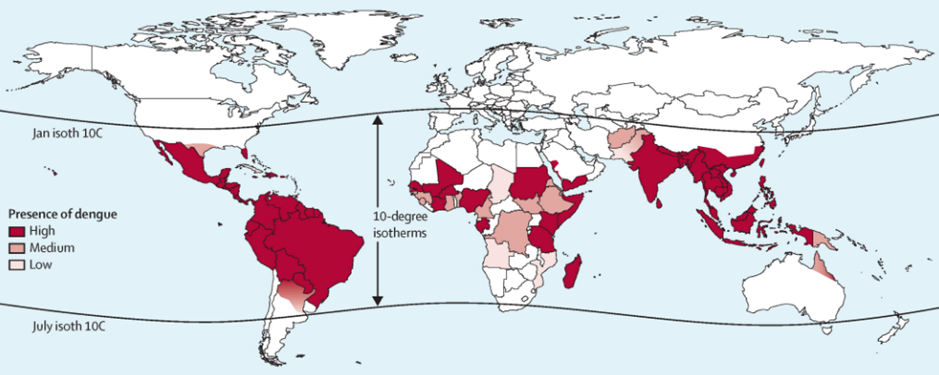 Jan isoth 10C
Presence of dengue
High
Medium
Low
10-degree
isotherms
July isoth 10C